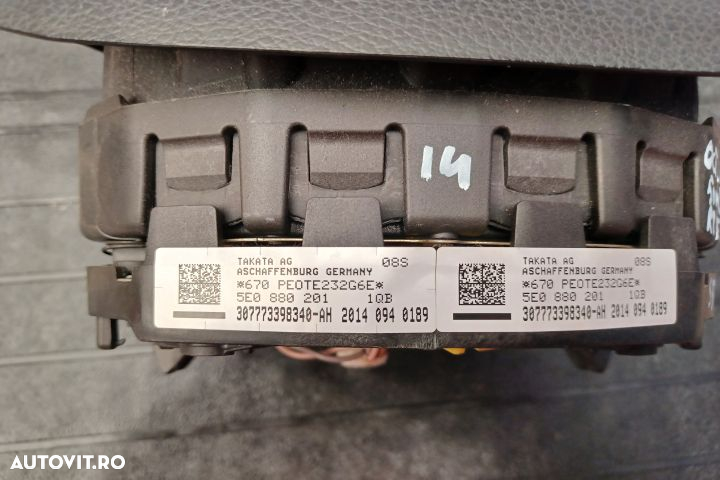 14
TAKATA AG 08S
ASCHAFFENBURG GERMANY
*670 PEOTE232G6E*
5E0 880 201 1QB
307773398340-AH 2014 094 0189
TAKATA AG 08S
ASCHAFFENBURG GERMANY
*670 PEOTE232G6E*
5E0 880 201 1QB
307773398340-AH 2014 094 0189
AUTOVIT.RO